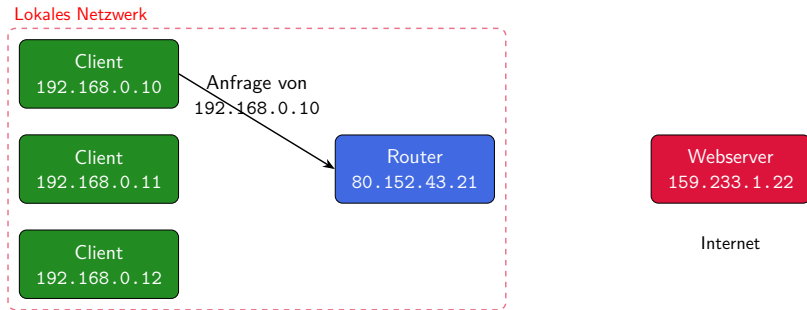 Lokales Netzwerk
Client
192.168.0.10
Anfrage von
192.168.0.10
Client
192.168.0.11
Router
80.152.43.21
Webserver
159.233.1.22
Client
192.168.0.12
Internet